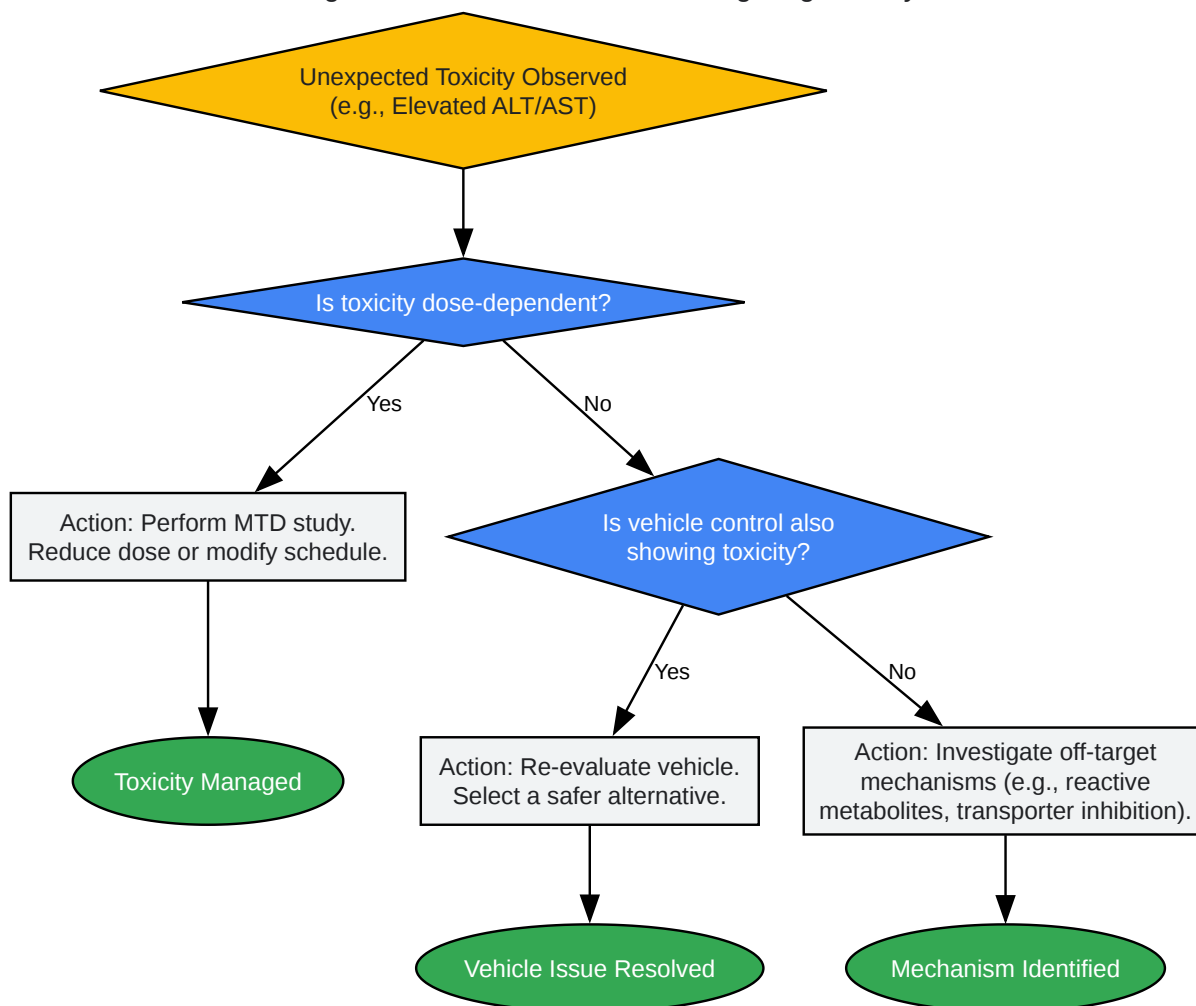 Unexpected Toxicity Observed
(e.g., Elevated ALT/AST)
Is toxicity dose-dependent?
Yes
No
Action: Perform MTD study.
Reduce dose or modify schedule.
Is vehicle control also
showing toxicity?
Yes
No
Toxicity Managed
Action: Re-evaluate vehicle.
Select a safer alternative.
Action: Investigate off-target
mechanisms (e.g., reactive
metabolites, transporter inhibition).
Vehicle Issue Resolved
Mechanism Identified